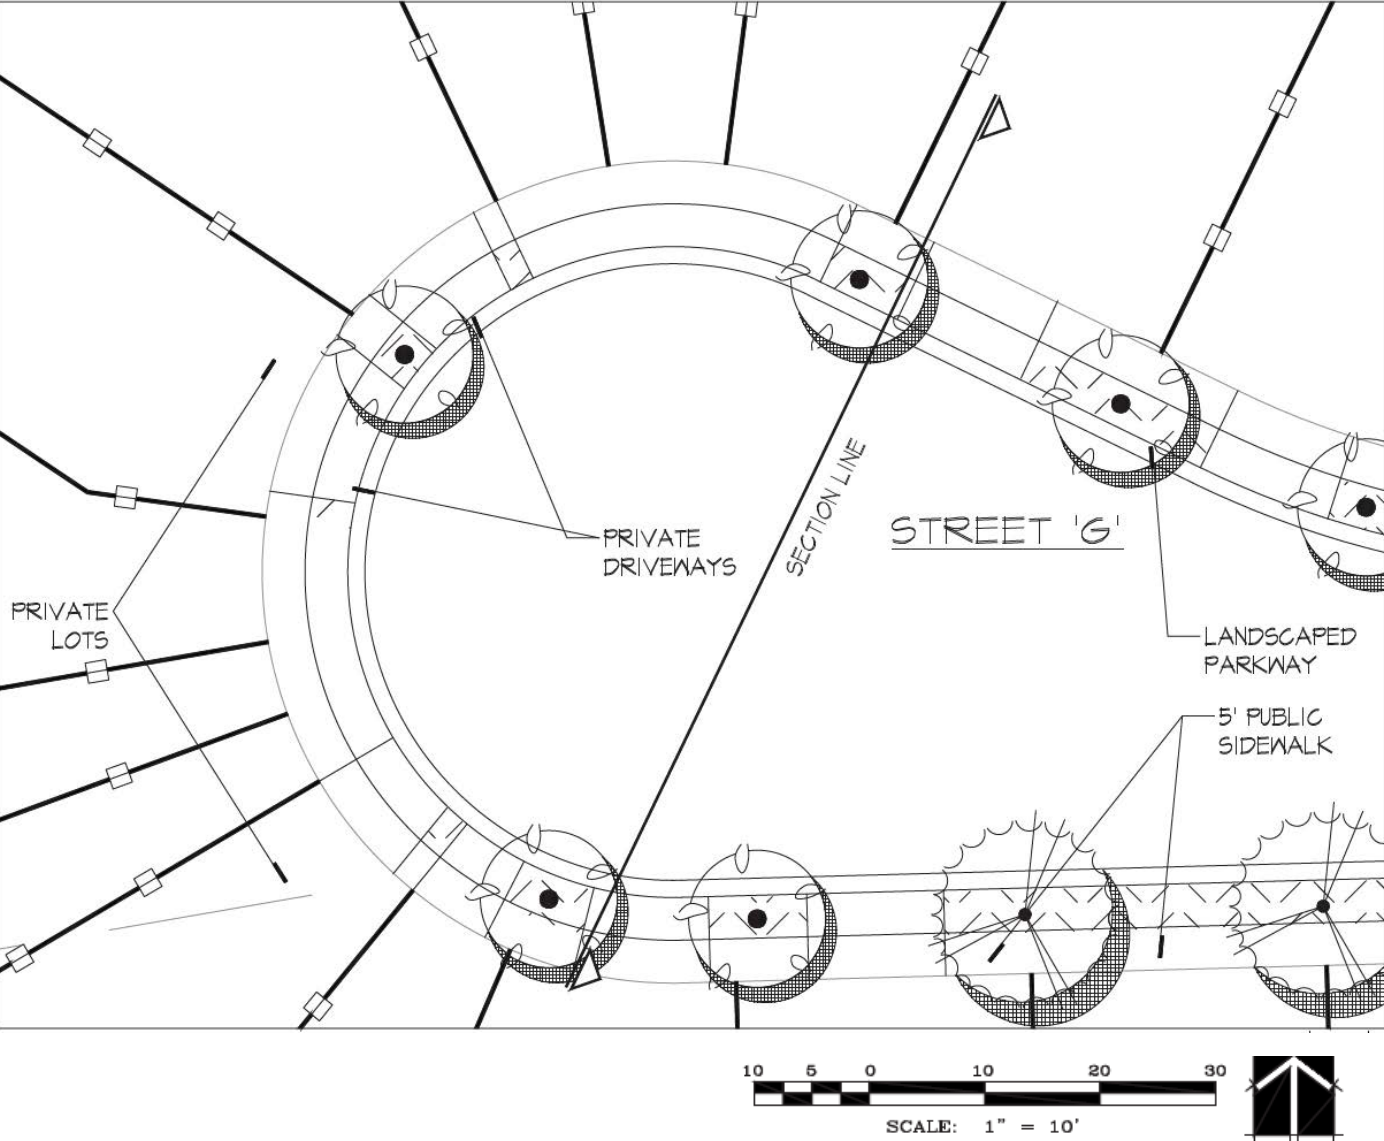 SECTION LINE
STREET 'G'
PRIVATE
DRIVEWAYS
PRIVATE
LOTS
LANDSCAPED
PARKWAY
5' PUBLIC
SIDEWALK
10 5 0 10 20 30
SCALE: 1" = 10'